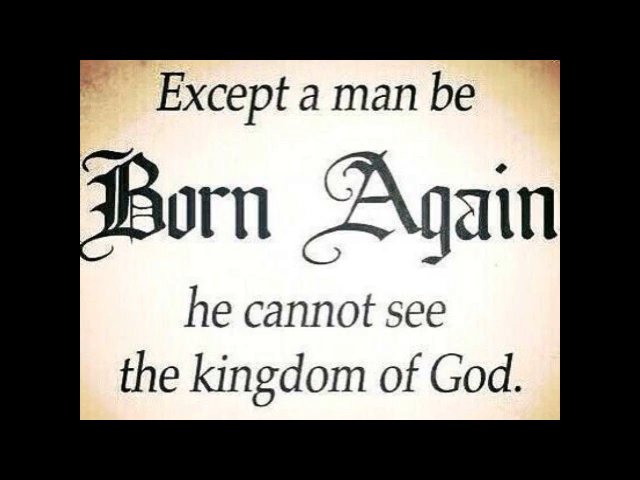 Except a man be
Born Again
he cannot see
the kingdom of God.